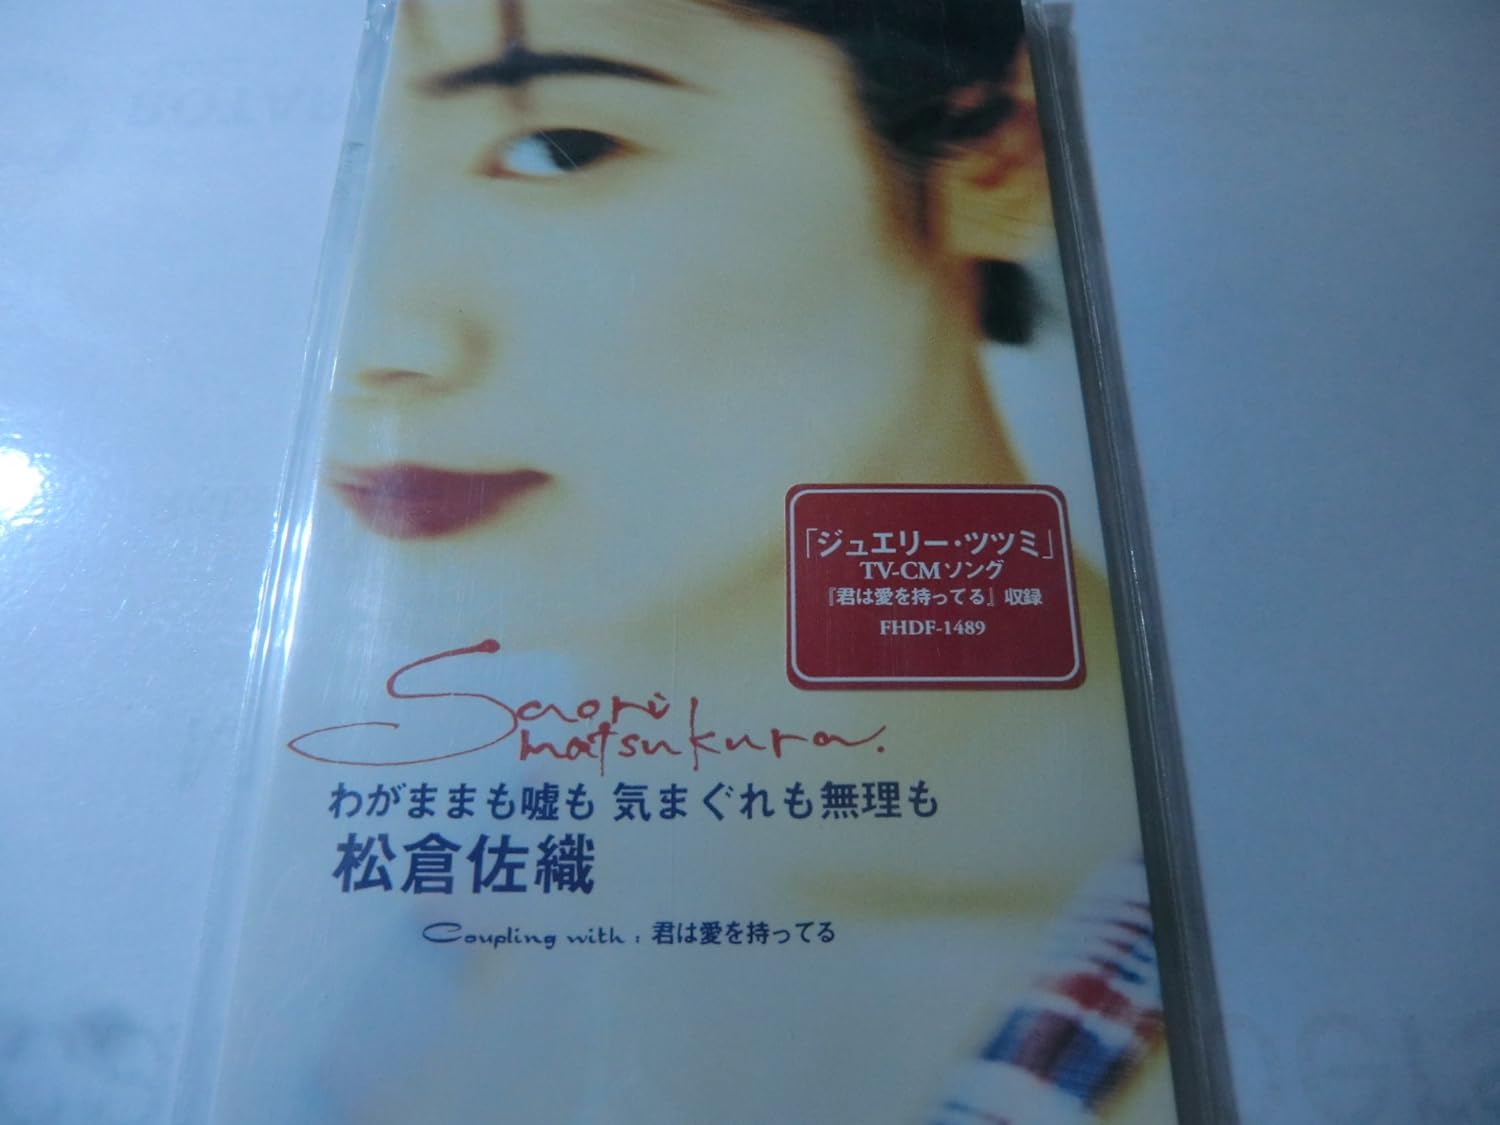 「ジュエリー・ツツミ」
TV-CMソング
『君は愛を持ってる』収録
FHDF-1489
Saori
matsukura.
わがままも嘘も 気まぐれも無理も
松倉佐織
Coupling with : 君は愛を持ってる